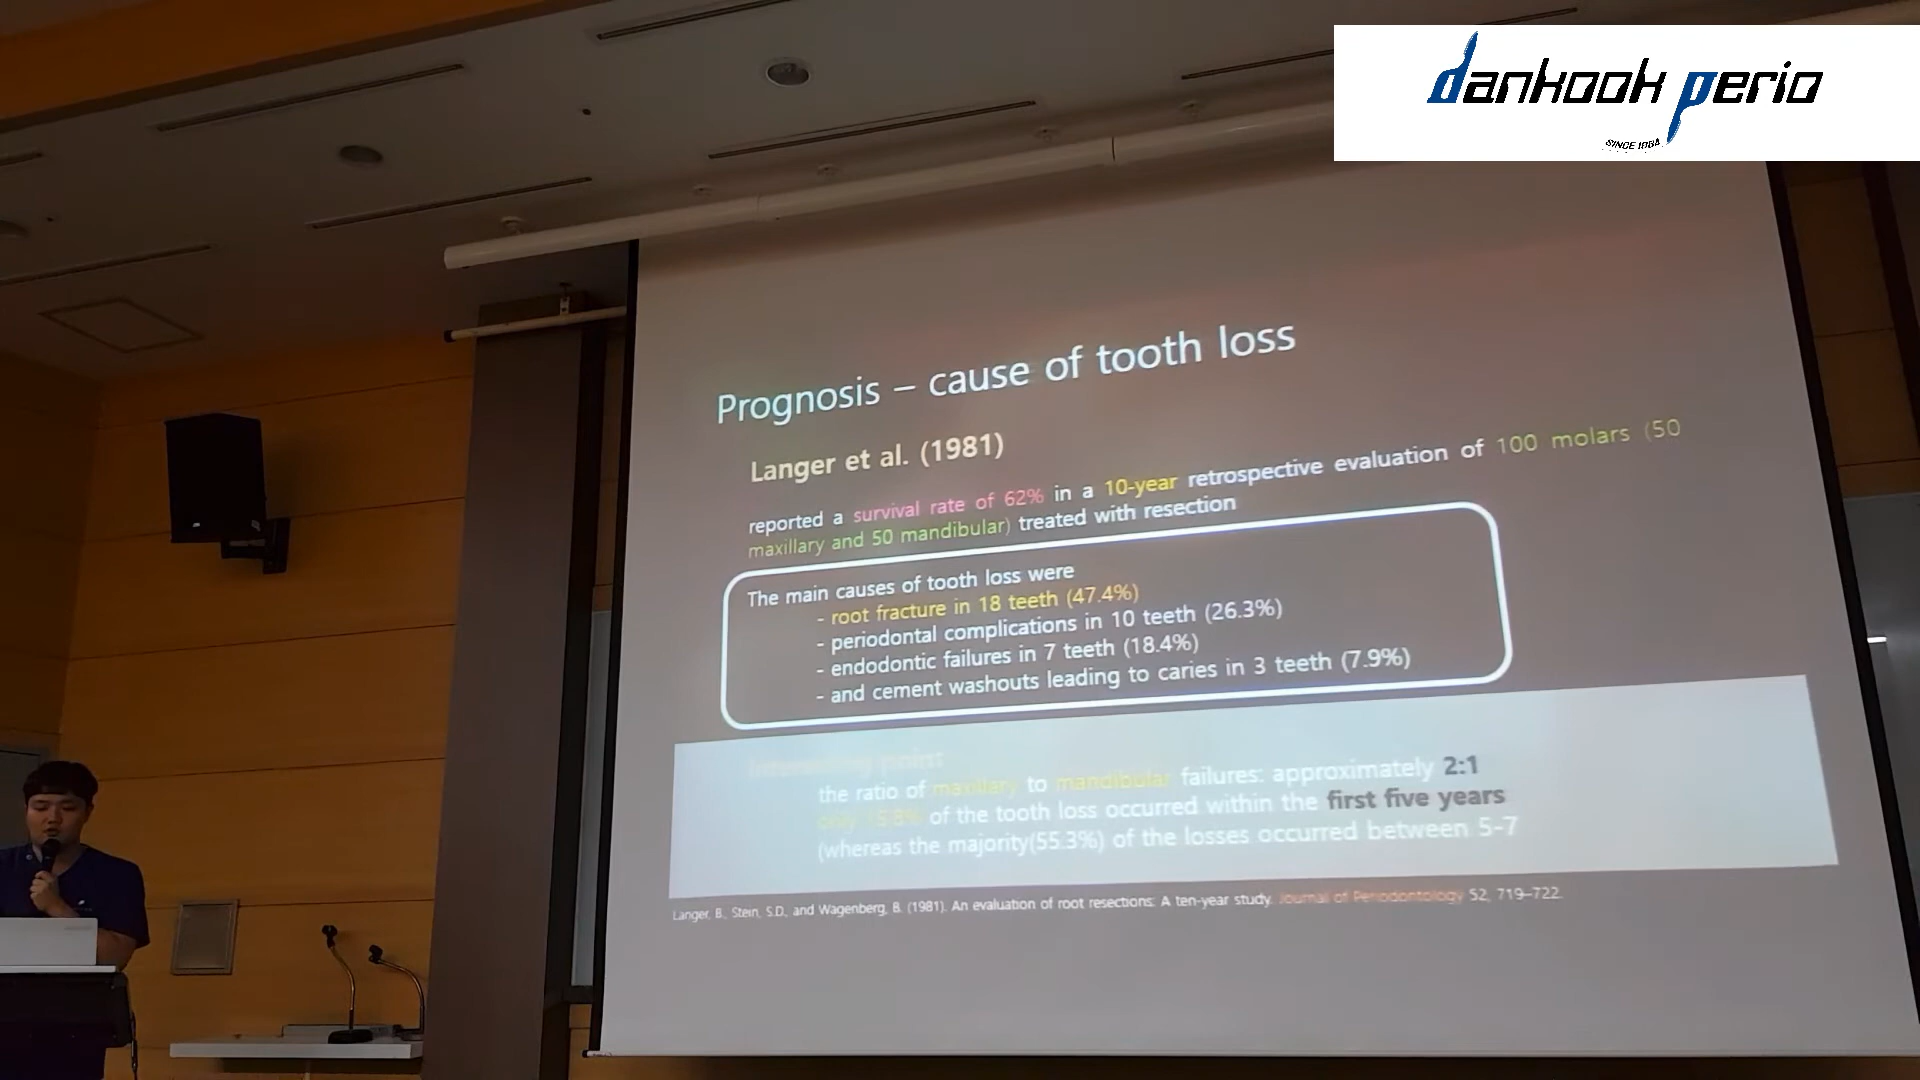 dankook perio
SINCE 1984
Prognosis – cause of tooth loss
Langer et al. (1981)
reported a survival rate of 62% in a 10-year retrospective evaluation of 100 molars (50
maxillary and 50 mandibular) treated with resection
The main causes of tooth loss were
- root fracture in 18 teeth (47.4%)
- periodontal complications in 10 teeth (26.3%)
- endodontic failures in 7 teeth (18.4%)
- and cement washouts leading to caries in 3 teeth (7.9%)
Interesting point
the ratio of maxillary to mandibular failures: approximately 2:1
only of the tooth loss occurred within the first five years
(whereas the majority(55.3%) of the losses occurred between 5-7
Langer, B., Stein, S.D., and Wagenberg, B. (1981). An evaluation of root resections: A ten-year study. Journal of Periodontology 52, 719–722.